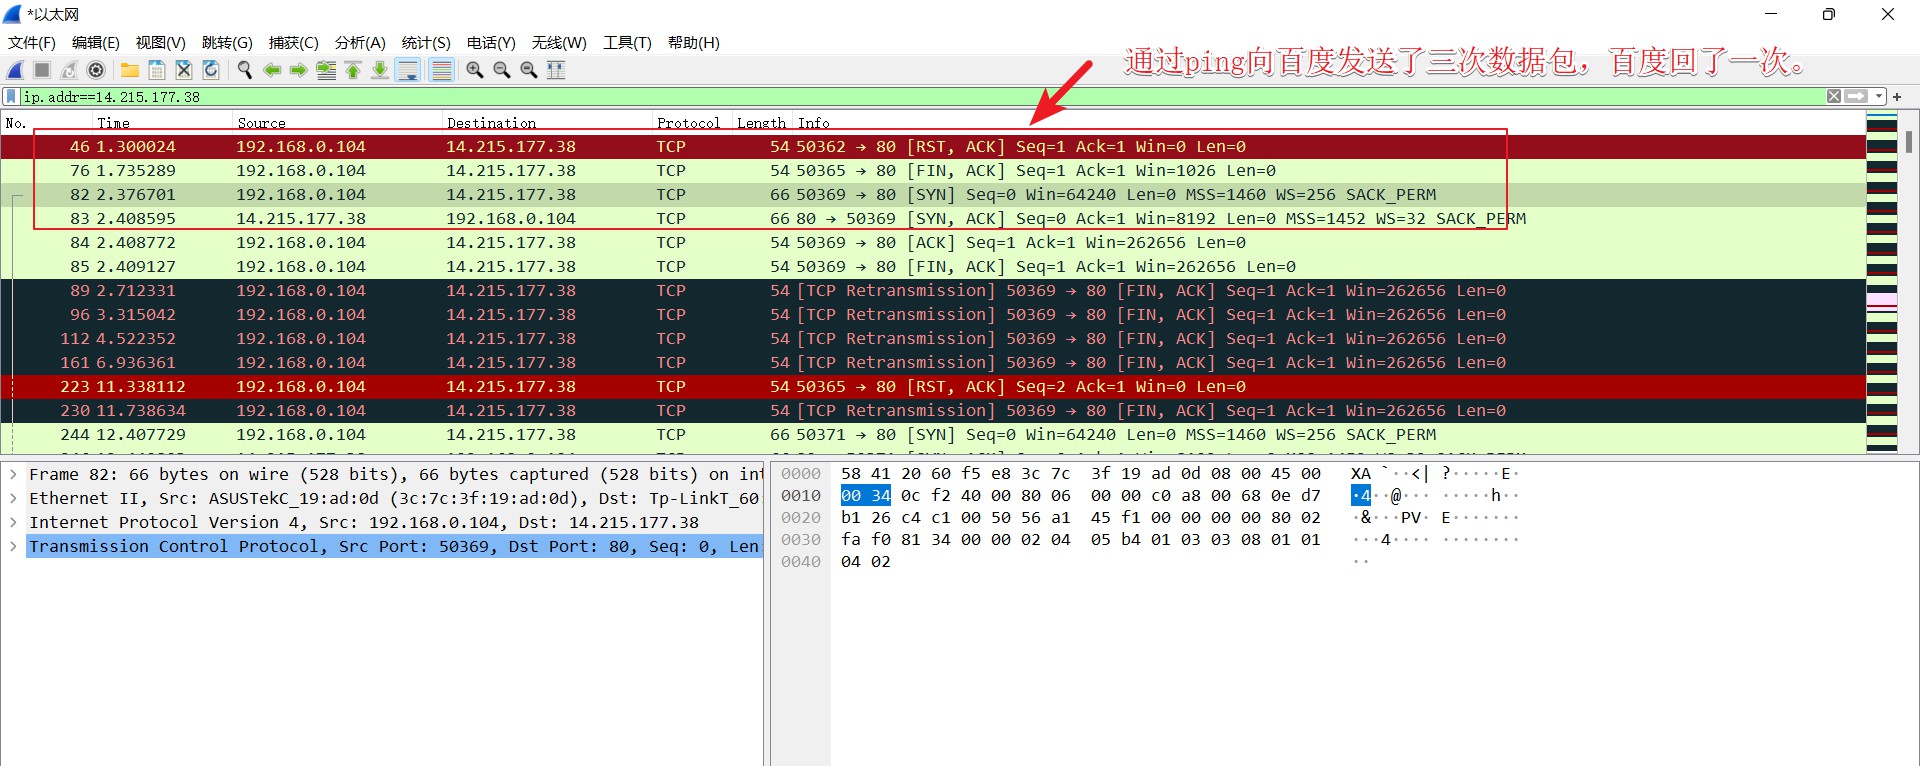 *以太网
文件(F) 编辑(E) 视图(V) 跳转(G) 捕获(C) 分析(A) 统计(S) 电话(Y) 无线(W) 工具(T) 帮助(H)
通过ping向百度发送了三次数据包，百度回了一次。
ip.addr==14.215.177.38
No. Time Source Destination Protocol Length Info
46 1.300024 192.168.0.104 14.215.177.38 TCP 54 50362 → 80 [RST, ACK] Seq=1 Ack=1 Win=0 Len=0
76 1.735289 192.168.0.104 14.215.177.38 TCP 54 50365 → 80 [FIN, ACK] Seq=1 Ack=1 Win=1026 Len=0
82 2.376701 192.168.0.104 14.215.177.38 TCP 66 50369 → 80 [SYN] Seq=0 Win=64240 Len=0 MSS=1460 WS=256 SACK_PERM
83 2.408595 14.215.177.38 192.168.0.104 TCP 66 80 → 50369 [SYN, ACK] Seq=0 Ack=1 Win=8192 Len=0 MSS=1452 WS=32 SACK_PERM
84 2.408772 192.168.0.104 14.215.177.38 TCP 54 50369 → 80 [ACK] Seq=1 Ack=1 Win=262656 Len=0
85 2.409127 192.168.0.104 14.215.177.38 TCP 54 50369 → 80 [FIN, ACK] Seq=1 Ack=1 Win=262656 Len=0
89 2.712331 192.168.0.104 14.215.177.38 TCP 54 [TCP Retransmission] 50369 → 80 [FIN, ACK] Seq=1 Ack=1 Win=262656 Len=0
96 3.315042 192.168.0.104 14.215.177.38 TCP 54 [TCP Retransmission] 50369 → 80 [FIN, ACK] Seq=1 Ack=1 Win=262656 Len=0
112 4.522352 192.168.0.104 14.215.177.38 TCP 54 [TCP Retransmission] 50369 → 80 [FIN, ACK] Seq=1 Ack=1 Win=262656 Len=0
161 6.936361 192.168.0.104 14.215.177.38 TCP 54 [TCP Retransmission] 50369 → 80 [FIN, ACK] Seq=1 Ack=1 Win=262656 Len=0
223 11.338112 192.168.0.104 14.215.177.38 TCP 54 50365 → 80 [RST, ACK] Seq=2 Ack=1 Win=0 Len=0
230 11.738634 192.168.0.104 14.215.177.38 TCP 54 [TCP Retransmission] 50369 → 80 [FIN, ACK] Seq=1 Ack=1 Win=262656 Len=0
244 12.407729 192.168.0.104 14.215.177.38 TCP 66 50371 → 80 [SYN] Seq=0 Win=64240 Len=0 MSS=1460 WS=256 SACK_PERM
Frame 82: 66 bytes on wire (528 bits), 66 bytes captured (528 bits) on int
Ethernet II, Src: ASUSTekC_19:ad:0d (3c:7c:3f:19:ad:0d), Dst: Tp-LinkT_60
Internet Protocol Version 4, Src: 192.168.0.104, Dst: 14.215.177.38
Transmission Control Protocol, Src Port: 50369, Dst Port: 80, Seq: 0, Len
0000 58 41 20 60 f5 e8 3c 7c 3f 19 ad 0d 08 00 45 00 XA `··<| ?·····E·
0010 00 34 0c f2 40 00 80 06 00 00 c0 a8 00 68 0e d7 ·4··@··· ·····h··
0020 b1 26 c4 c1 00 50 56 a1 45 f1 00 00 00 00 80 02 ·&···PV· E·······
0030 fa f0 81 34 00 00 02 04 05 b4 01 03 03 08 01 01 ···4···· ········
0040 04 02 ··